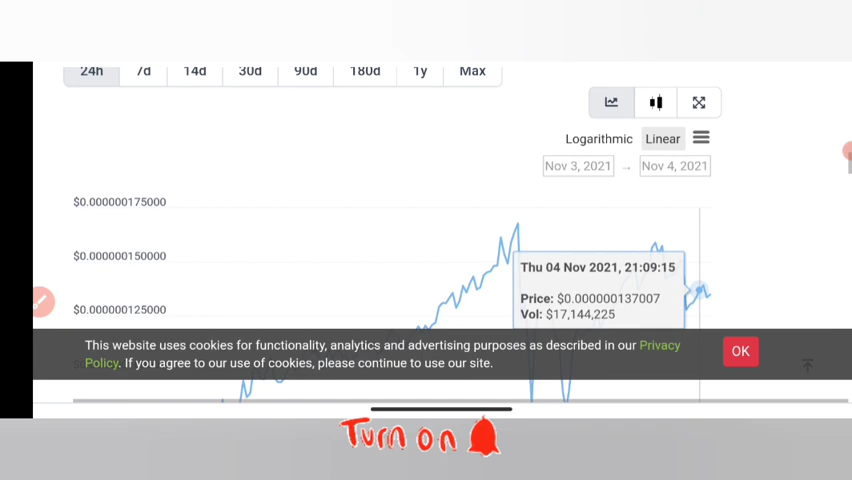 24h 7d 14d 30d 90d 180d 1y Max
Logarithmic Linear
Nov 3, 2021 → Nov 4, 2021
$0.000000175000
$0.000000150000
Thu 04 Nov 2021, 21:09:15
Price: $0.000000137007
$0.000000125000
Vol: $17,144,225
This website uses cookies for functionality, analytics and advertising purposes as described in our Privacy
Policy. If you agree to our use of cookies, please continue to use our site.
OK
Turn on